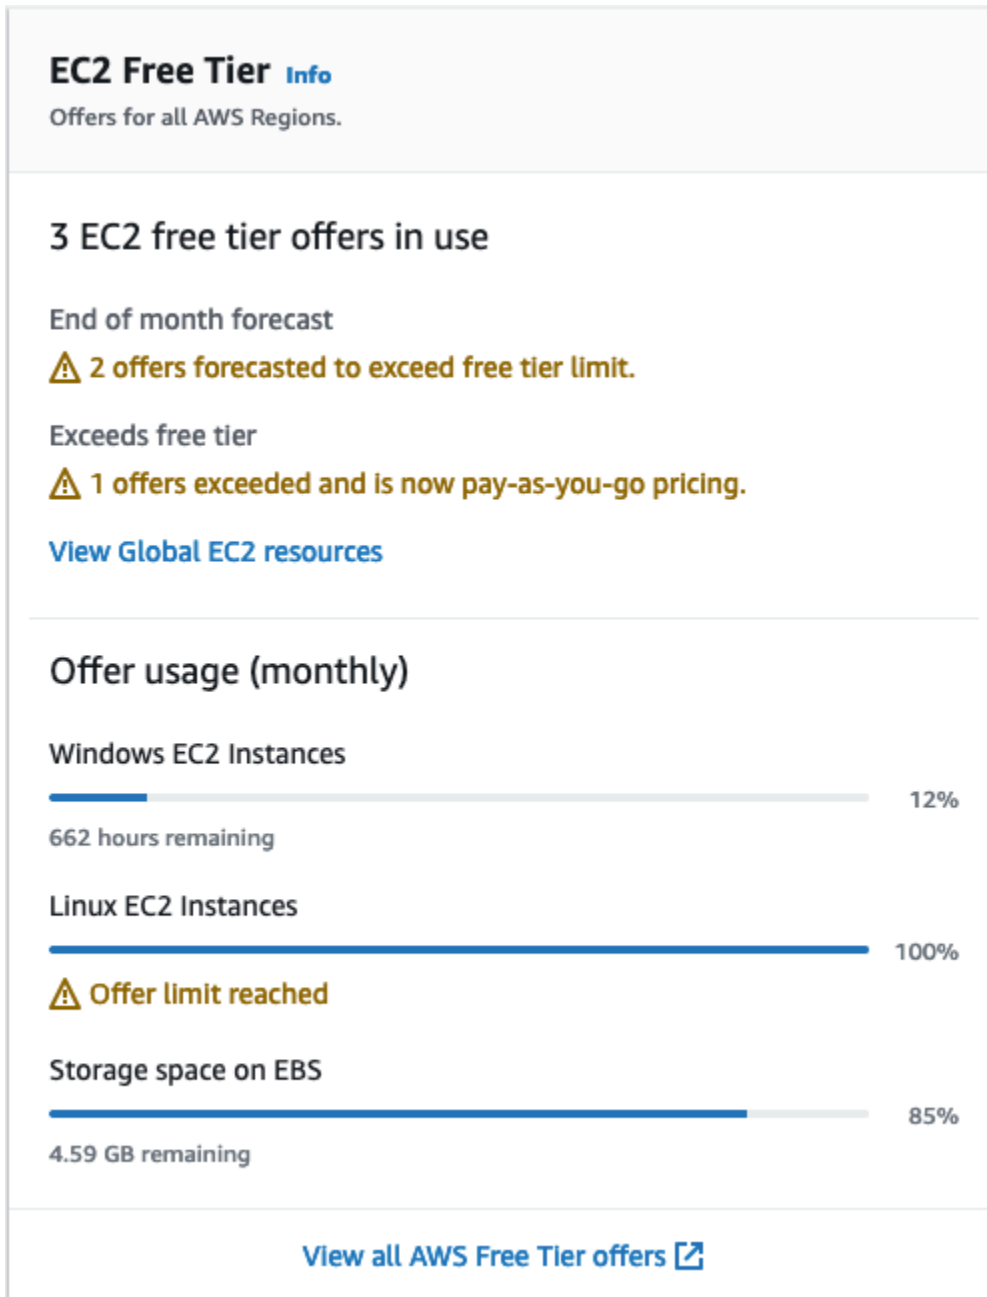 EC2 Free Tier Info
Offers for all AWS Regions.
3 EC2 free tier offers in use
End of month forecast
2 offers forecasted to exceed free tier limit.
Exceeds free tier
1 offers exceeded and is now pay-as-you-go pricing.
View Global EC2 resources
Offer usage (monthly)
Windows EC2 Instances
12%
662 hours remaining
Linux EC2 Instances
100%
Offer limit reached
Storage space on EBS
85%
4.59 GB remaining
View all AWS Free Tier offers